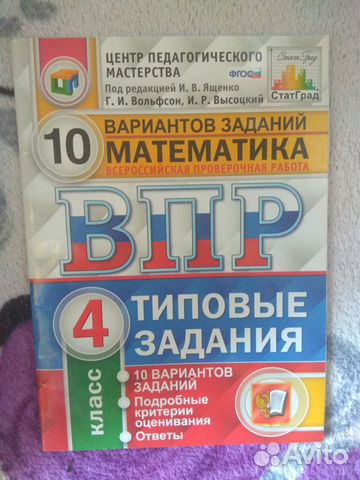 ЦЕНТР ПЕДАГОГИЧЕСКОГО
МАСТЕРСТВА
Под редакцией И. В. Ященко
Г. И. Вольфсон, И. Р. Высоцкий
ФГОС
СтатГрад
СтатГрад
10
ВАРИАНТОВ ЗАДАНИЙ
МАТЕМАТИКА
ВСЕРОССИЙСКАЯ ПРОВЕРОЧНАЯ РАБОТА
ВПР
4
класс
ТИПОВЫЕ
ЗАДАНИЯ
• 10 ВАРИАНТОВ
ЗАДАНИЙ
• Подробные
критерии
оценивания
• Ответы
Avito